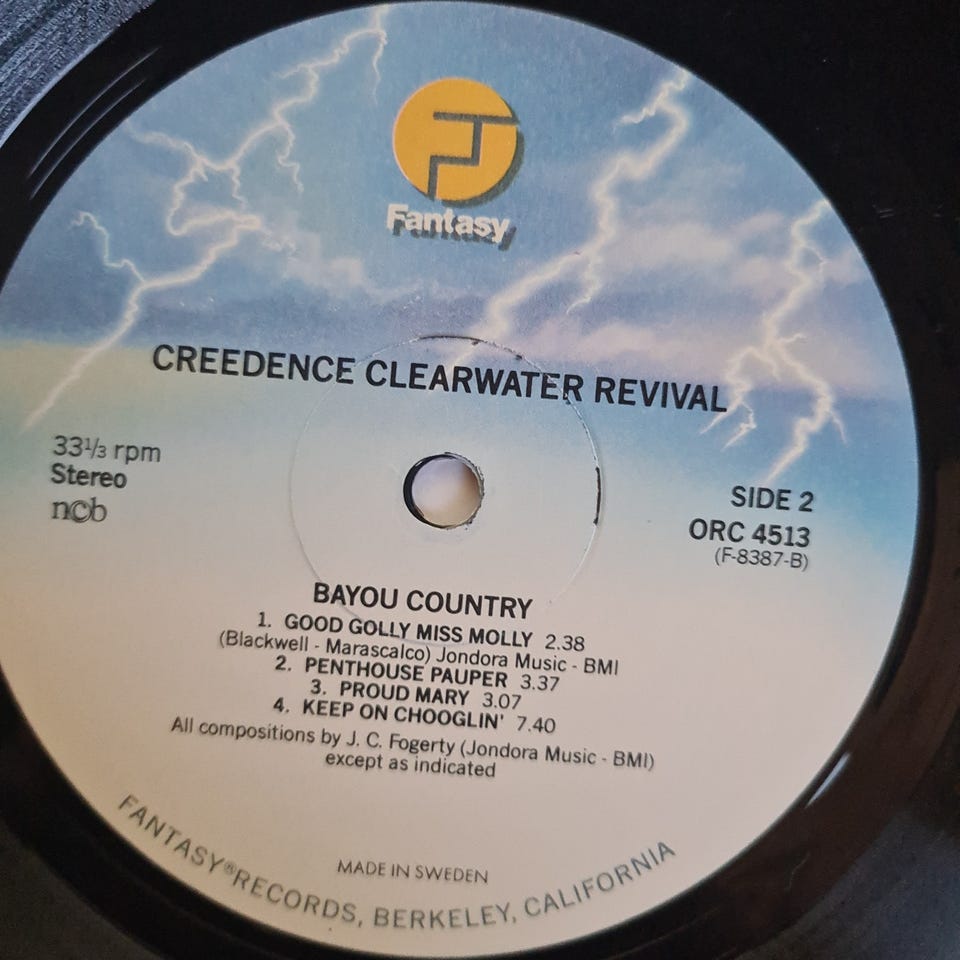 Fantasy
CREEDENCE CLEARWATER REVIVAL
33⅓ rpm
Stereo
ncb
SIDE 2
ORC 4513
(F-8387-B)
BAYOU COUNTRY
1. GOOD GOLLY MISS MOLLY 2.38
(Blackwell - Marascalco) Jondora Music - BMI
2. PENTHOUSE PAUPER 3.37
3. PROUD MARY 3.07
4. KEEP ON CHOOGLIN' 7.40
All compositions by J. C. Fogerty (Jondora Music - BMI)
except as indicated
MADE IN SWEDEN
FANTASY® RECORDS, BERKELEY, CALIFORNIA